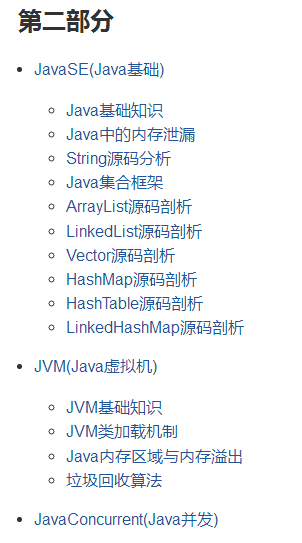 第二部分
JavaSE(Java基础)
Java基础知识
Java中的内存泄漏
String源码分析
Java集合框架
ArrayList源码剖析
LinkedList源码剖析
Vector源码剖析
HashMap源码剖析
HashTable源码剖析
LinkedHashMap源码剖析
JVM(Java虚拟机)
JVM基础知识
JVM类加载机制
Java内存区域与内存溢出
垃圾回收算法
JavaConcurrent(Java并发)